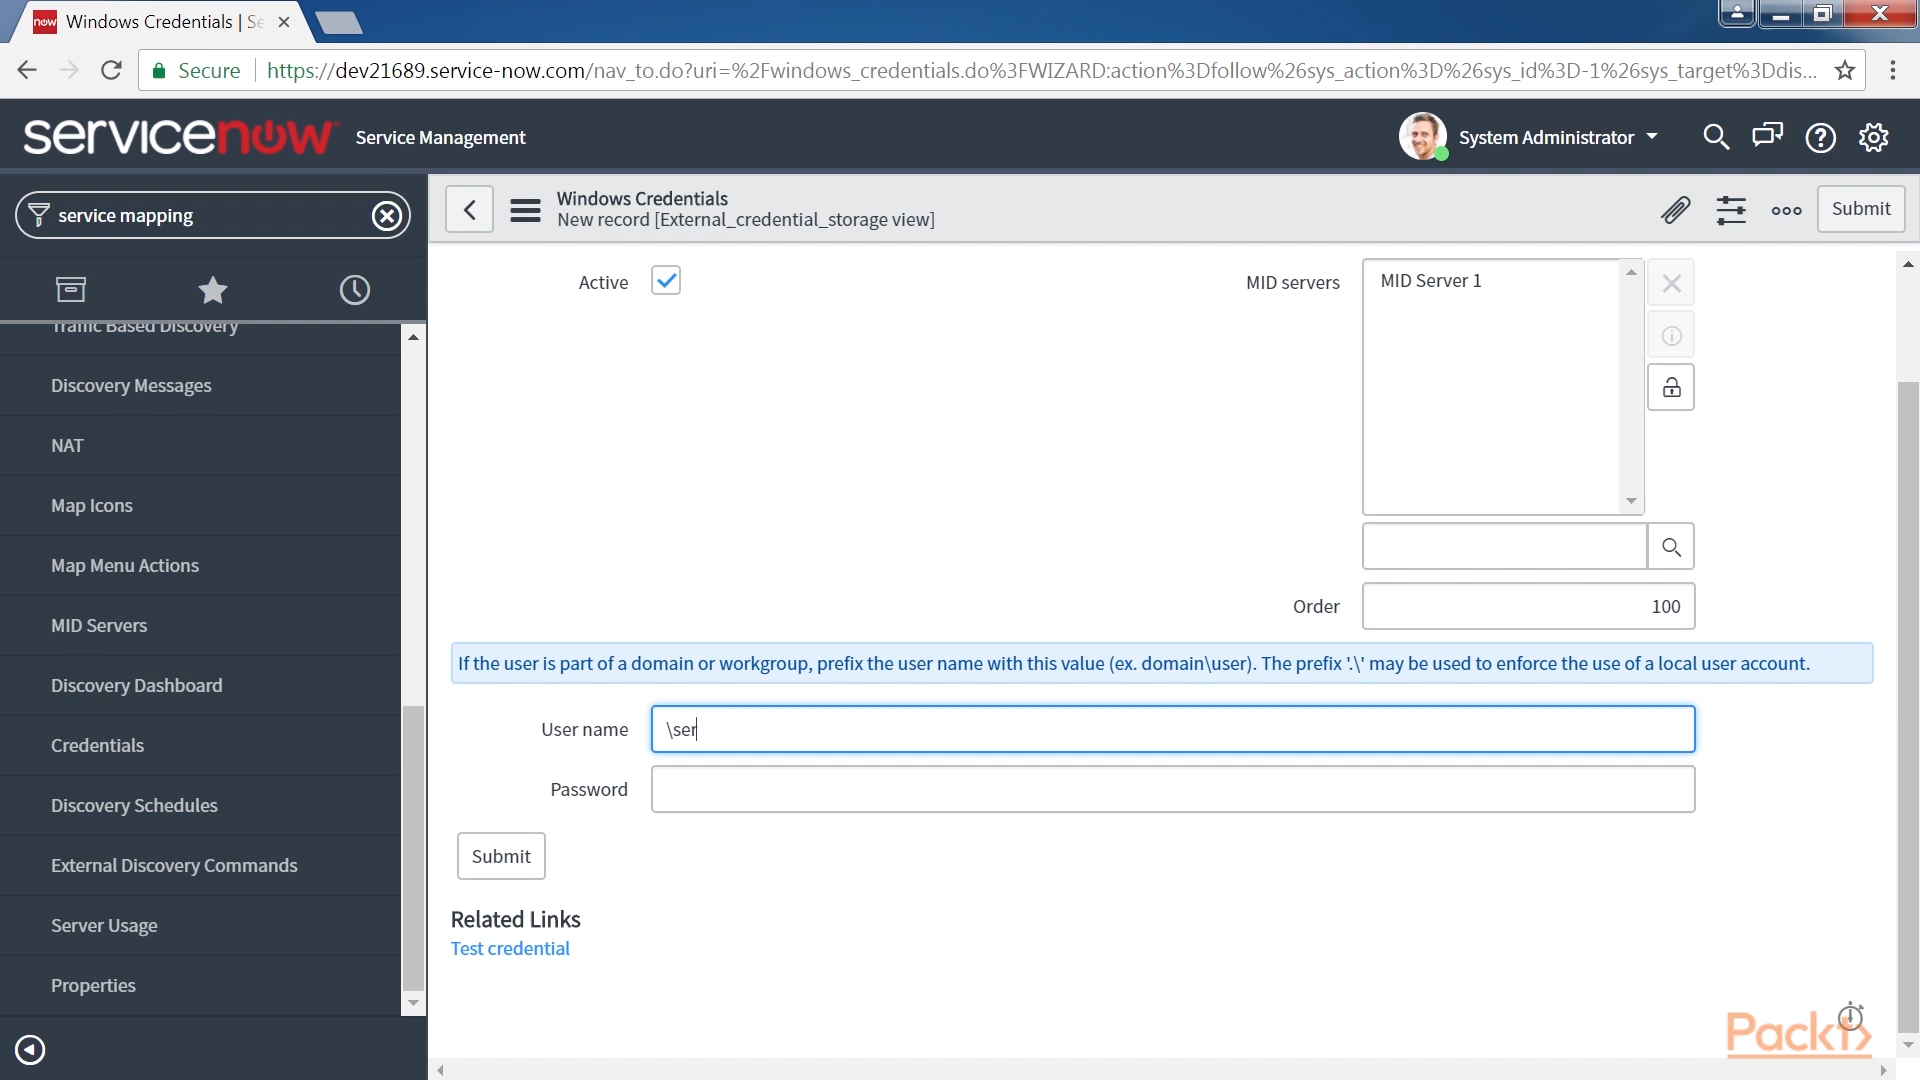 now Windows Credentials | Se
Secure https://dev21689.service-now.com/nav_to.do?uri=%2Fwindows_credentials.do%3FWIZARD:action%3Dfollow%26sys_action%3D%26sys_id%3D-1%26sys_target%3Ddis...
servicenow Service Management
System Administrator
service mapping
Traffic Based Discovery
Discovery Messages
NAT
Map Icons
Map Menu Actions
MID Servers
Discovery Dashboard
Credentials
Discovery Schedules
External Discovery Commands
Server Usage
Properties
Windows Credentials
New record [External_credential_storage view]
Submit
Active
MID servers
MID Server 1
Order 100
If the user is part of a domain or workgroup, prefix the user name with this value (ex. domain\user). The prefix '.\' may be used to enforce the use of a local user account.
User name \ser
Password
Submit
Related Links
Test credential
Packt>